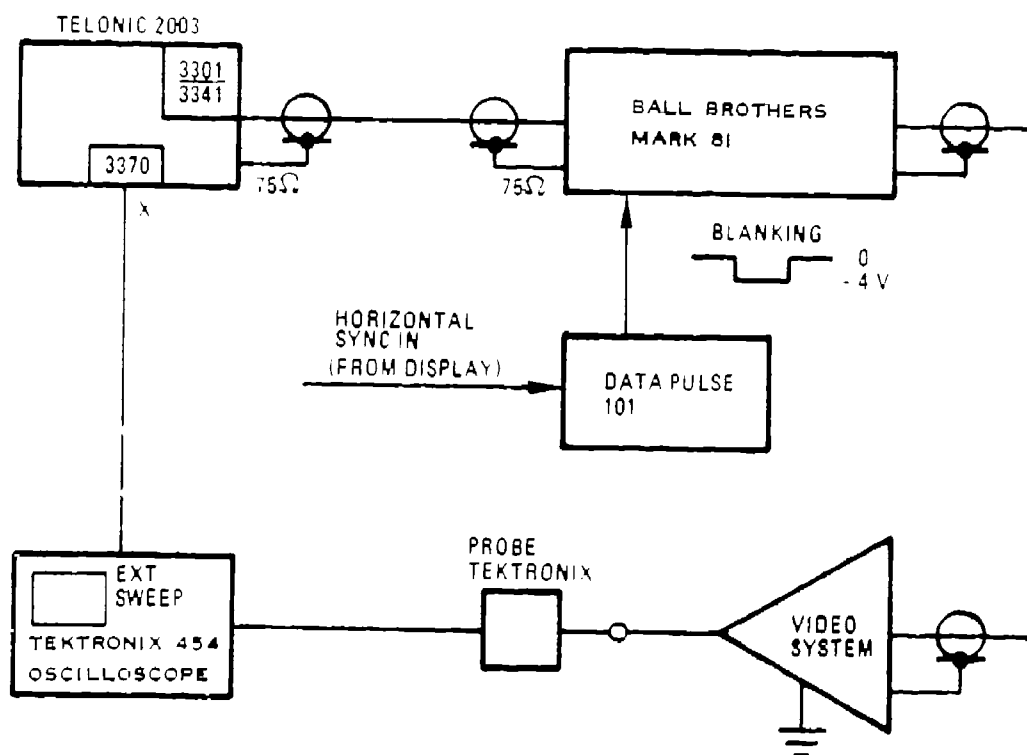 TELONIC 2003
3301
3341
3370
X
75Ω
75Ω
BALL BROTHERS
MARK 81
BLANKING
0
- 4 V
HORIZONTAL
SYNC IN
(FROM DISPLAY)
DATA PULSE
101
EXT
SWEEP
TEKTRONIX 454
OSCILLOSCOPE
PROBE
TEKTRONIX
VIDEO
SYSTEM